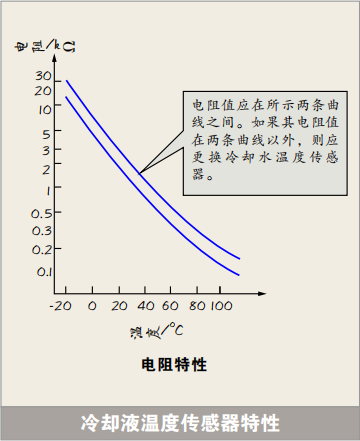 电阻/kΩ
30
20
10
5
3
2
1
0.5
0.3
0.2
0.1
电阻值应在所示两条曲
线之间。如果其电阻值
在两条曲线以外，则应
更换冷却水温度传感
器。
-20 0 20 40 60 80 100
温度/°C
电阻特性
冷却液温度传感器特性